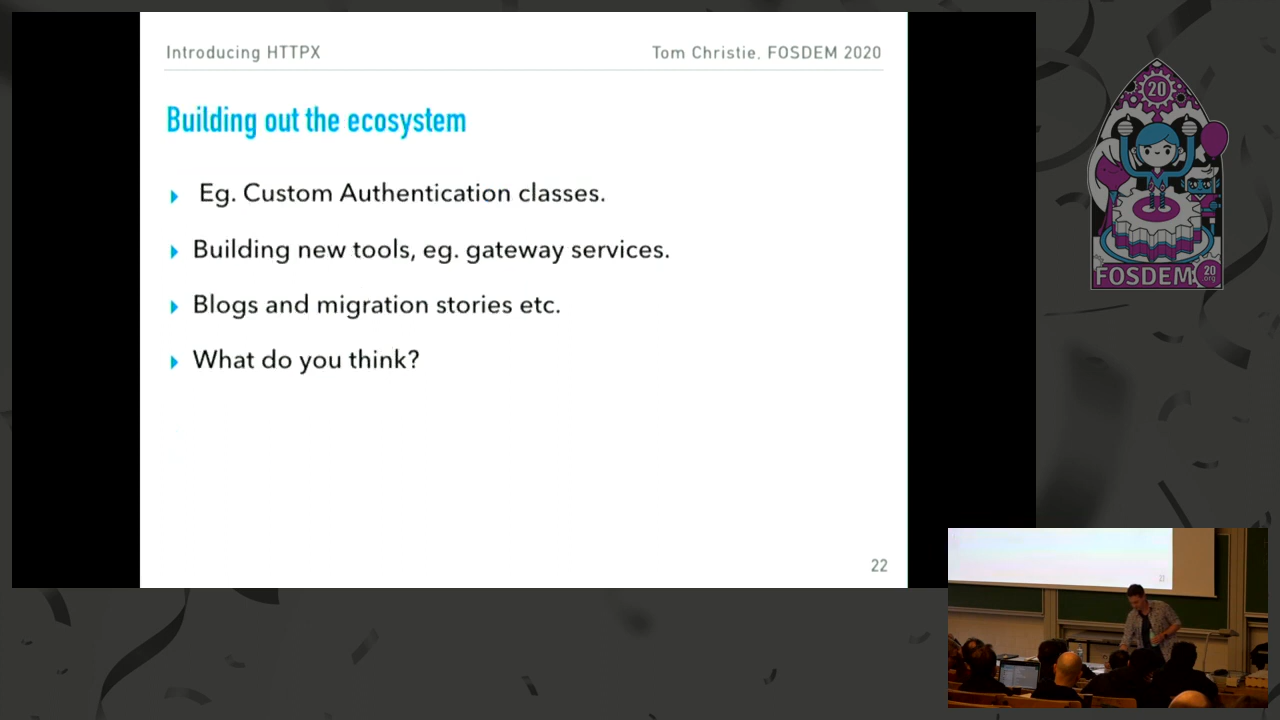 Introducing HTTPX
Tom Christie, FOSDEM 2020
Building out the ecosystem
Eg. Custom Authentication classes.
Building new tools, eg. gateway services.
Blogs and migration stories etc.
What do you think?
22
20
FOSDEM
20
.org